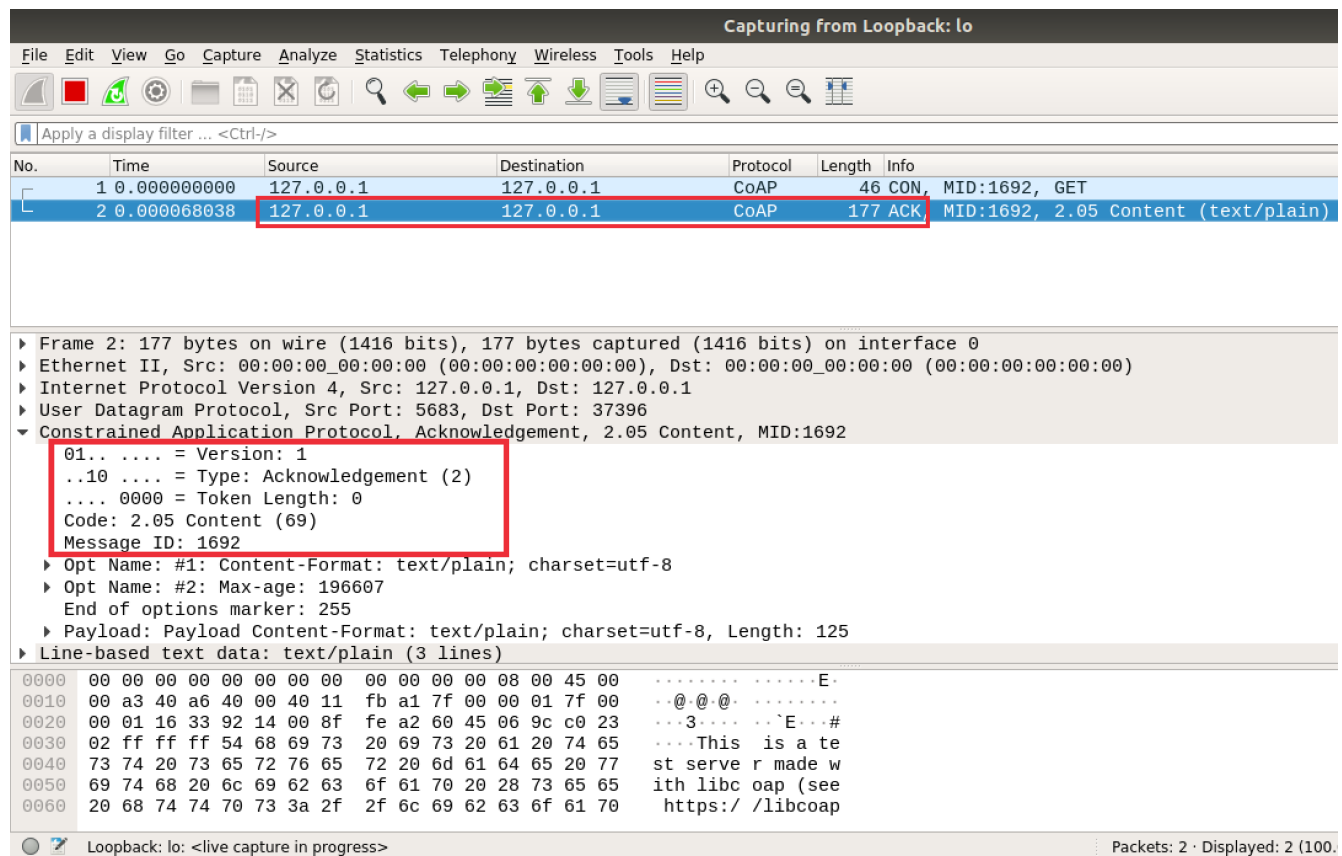 Capturing from Loopback: lo
File Edit View Go Capture Analyze Statistics Telephony Wireless Tools Help
Apply a display filter ... <Ctrl-/>
No. Time Source Destination Protocol Length Info
1 0.000000000 127.0.0.1 127.0.0.1 CoAP 46 CON, MID:1692, GET
2 0.000068038 127.0.0.1 127.0.0.1 CoAP 177 ACK, MID:1692, 2.05 Content (text/plain)
Frame 2: 177 bytes on wire (1416 bits), 177 bytes captured (1416 bits) on interface 0
Ethernet II, Src: 00:00:00_00:00:00 (00:00:00:00:00:00), Dst: 00:00:00_00:00:00 (00:00:00:00:00:00)
Internet Protocol Version 4, Src: 127.0.0.1, Dst: 127.0.0.1
User Datagram Protocol, Src Port: 5683, Dst Port: 37396
Constrained Application Protocol, Acknowledgement, 2.05 Content, MID:1692
01.. .... = Version: 1
..10 .... = Type: Acknowledgement (2)
.... 0000 = Token Length: 0
Code: 2.05 Content (69)
Message ID: 1692
Opt Name: #1: Content-Format: text/plain; charset=utf-8
Opt Name: #2: Max-age: 196607
End of options marker: 255
Payload: Payload Content-Format: text/plain; charset=utf-8, Length: 125
Line-based text data: text/plain (3 lines)
0000 00 00 00 00 00 00 00 00 00 00 00 00 08 00 45 00 ········ ······E·
0010 00 a3 40 a6 40 00 40 11 fb a1 7f 00 00 01 7f 00 ··@·@·@· ········
0020 00 01 16 33 92 14 00 8f fe a2 60 45 06 9c c0 23 ···3···· ··`E···#
0030 02 ff ff ff 54 68 69 73 20 69 73 20 61 20 74 65 ····This is a te
0040 73 74 20 73 65 72 76 65 72 20 6d 61 64 65 20 77 st serve r made w
0050 69 74 68 20 6c 69 62 63 6f 61 70 20 28 73 65 65 ith libc oap (see
0060 20 68 74 74 70 73 3a 2f 2f 6c 69 62 63 6f 61 70 https:/ /libcoap
Loopback: lo: <live capture in progress> Packets: 2 · Displayed: 2 (100.